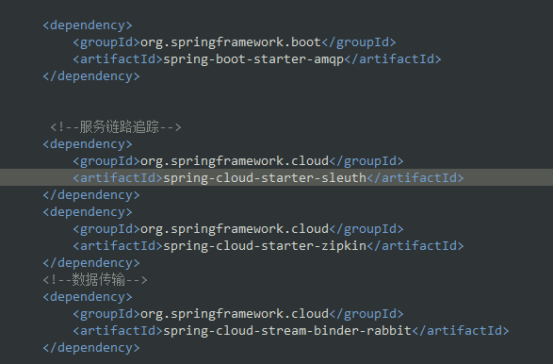 <dependency>
<groupId>org.springframework.boot</groupId>
<artifactId>spring-boot-starter-amqp</artifactId>
</dependency>
<!--服务链路追踪-->
<dependency>
<groupId>org.springframework.cloud</groupId>
<artifactId>spring-cloud-starter-sleuth</artifactId>
</dependency>
<dependency>
<groupId>org.springframework.cloud</groupId>
<artifactId>spring-cloud-starter-zipkin</artifactId>
</dependency>
<!--数据传输-->
<dependency>
<groupId>org.springframework.cloud</groupId>
<artifactId>spring-cloud-stream-binder-rabbit</artifactId>
</dependency>